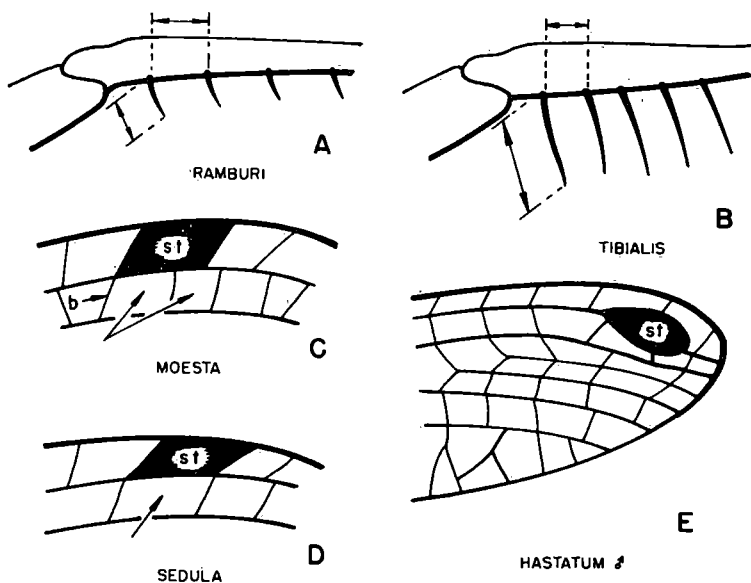 A
RAMBURI
B
TIBIALIS
st
b
C
MOESTA
st
D
SEDULA
st
E
HASTATUM ♂